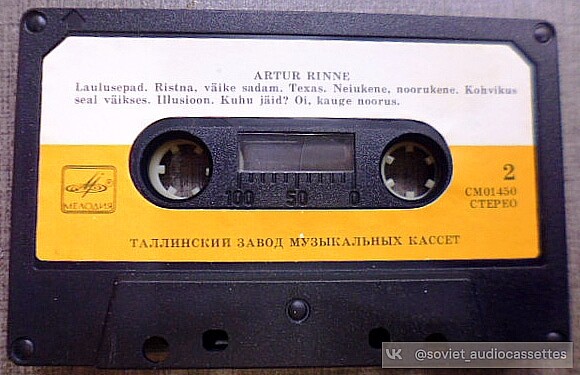 ARTUR RINNE
Laulusepad. Ristna, väike sadam. Texas. Neiukene, noorukene. Kohvikus
seal väikses. Illusioon. Kuhu jäid? Oi, kauge noorus.
100 50 0
2
CM01450
СТЕРЕО
МЕЛОДИЯ
ТАЛЛИНСКИЙ ЗАВОД МУЗЫКАЛЬНЫХ КАССЕТ
@soviet_audiocassettes